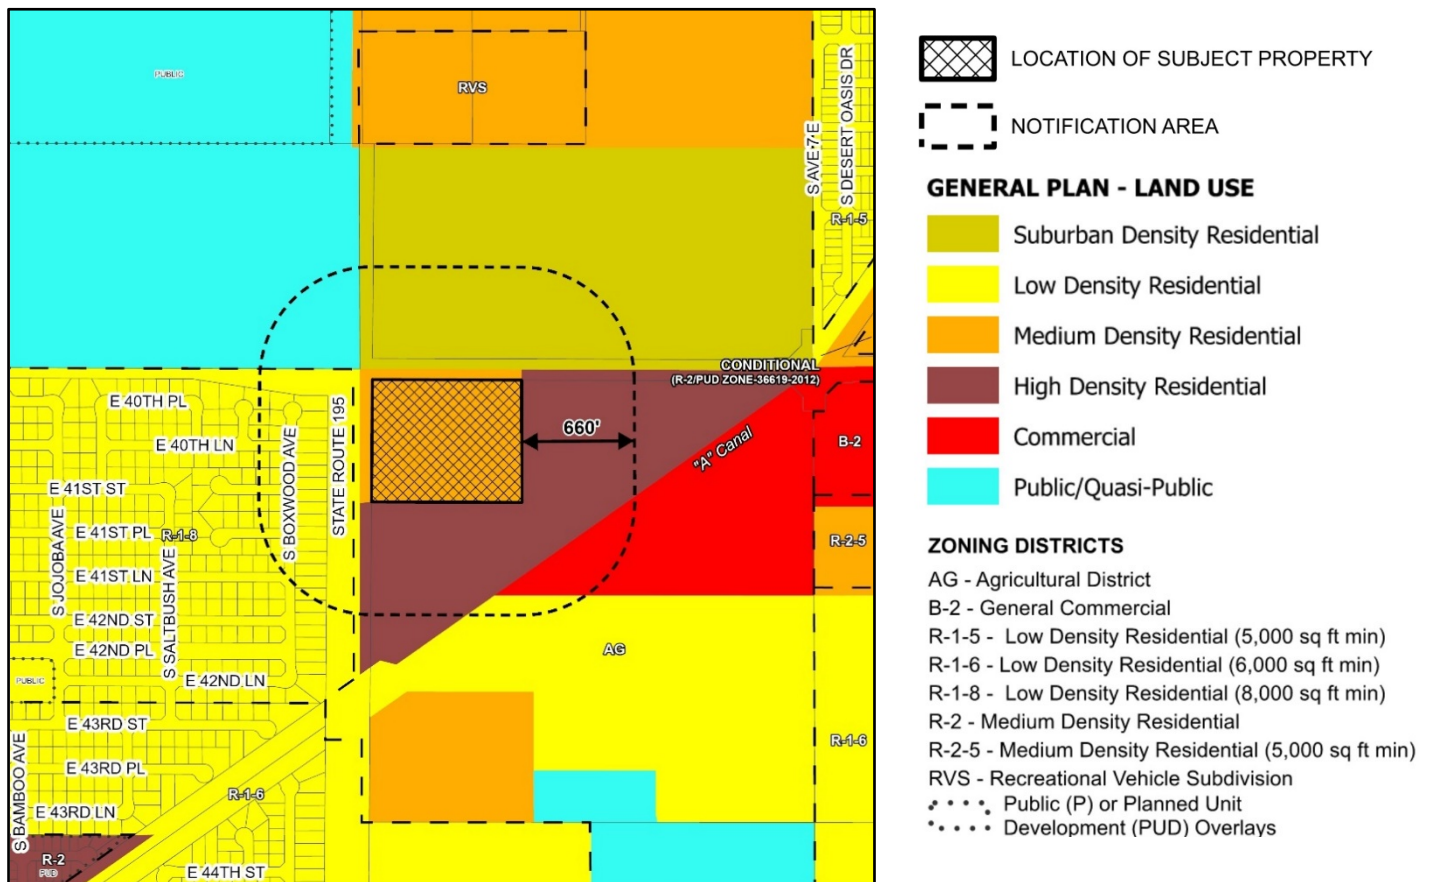 PUBLIC
RVS
S AVE 7 E
S DESERT OASIS DR
R-1-5
CONDITIONAL
(R-2/PUD ZONE-36619-2012)
E 40TH PL
E 40TH LN
S BOXWOOD AVE
STATE ROUTE 195
660'
"A" Canal
B-2
E 41ST ST
E 41ST PL
R-1-8
S JOJOBA AVE
E 41ST LN
S SALTBUSH AVE
R-2-5
E 42ND ST
E 42ND PL
AG
PUBLIC
E 42ND LN
E 43RD ST
R-1-6
S BAMBOO AVE
E 43RD PL
R-1-6
E 43RD LN
R-2
PUD
E 44TH ST
LOCATION OF SUBJECT PROPERTY
NOTIFICATION AREA
GENERAL PLAN - LAND USE
Suburban Density Residential
Low Density Residential
Medium Density Residential
High Density Residential
Commercial
Public/Quasi-Public
ZONING DISTRICTS
AG - Agricultural District
B-2 - General Commercial
R-1-5 - Low Density Residential (5,000 sq ft min)
R-1-6 - Low Density Residential (6,000 sq ft min)
R-1-8 - Low Density Residential (8,000 sq ft min)
R-2 - Medium Density Residential
R-2-5 - Medium Density Residential (5,000 sq ft min)
RVS - Recreational Vehicle Subdivision
Public (P) or Planned Unit
Development (PUD) Overlays